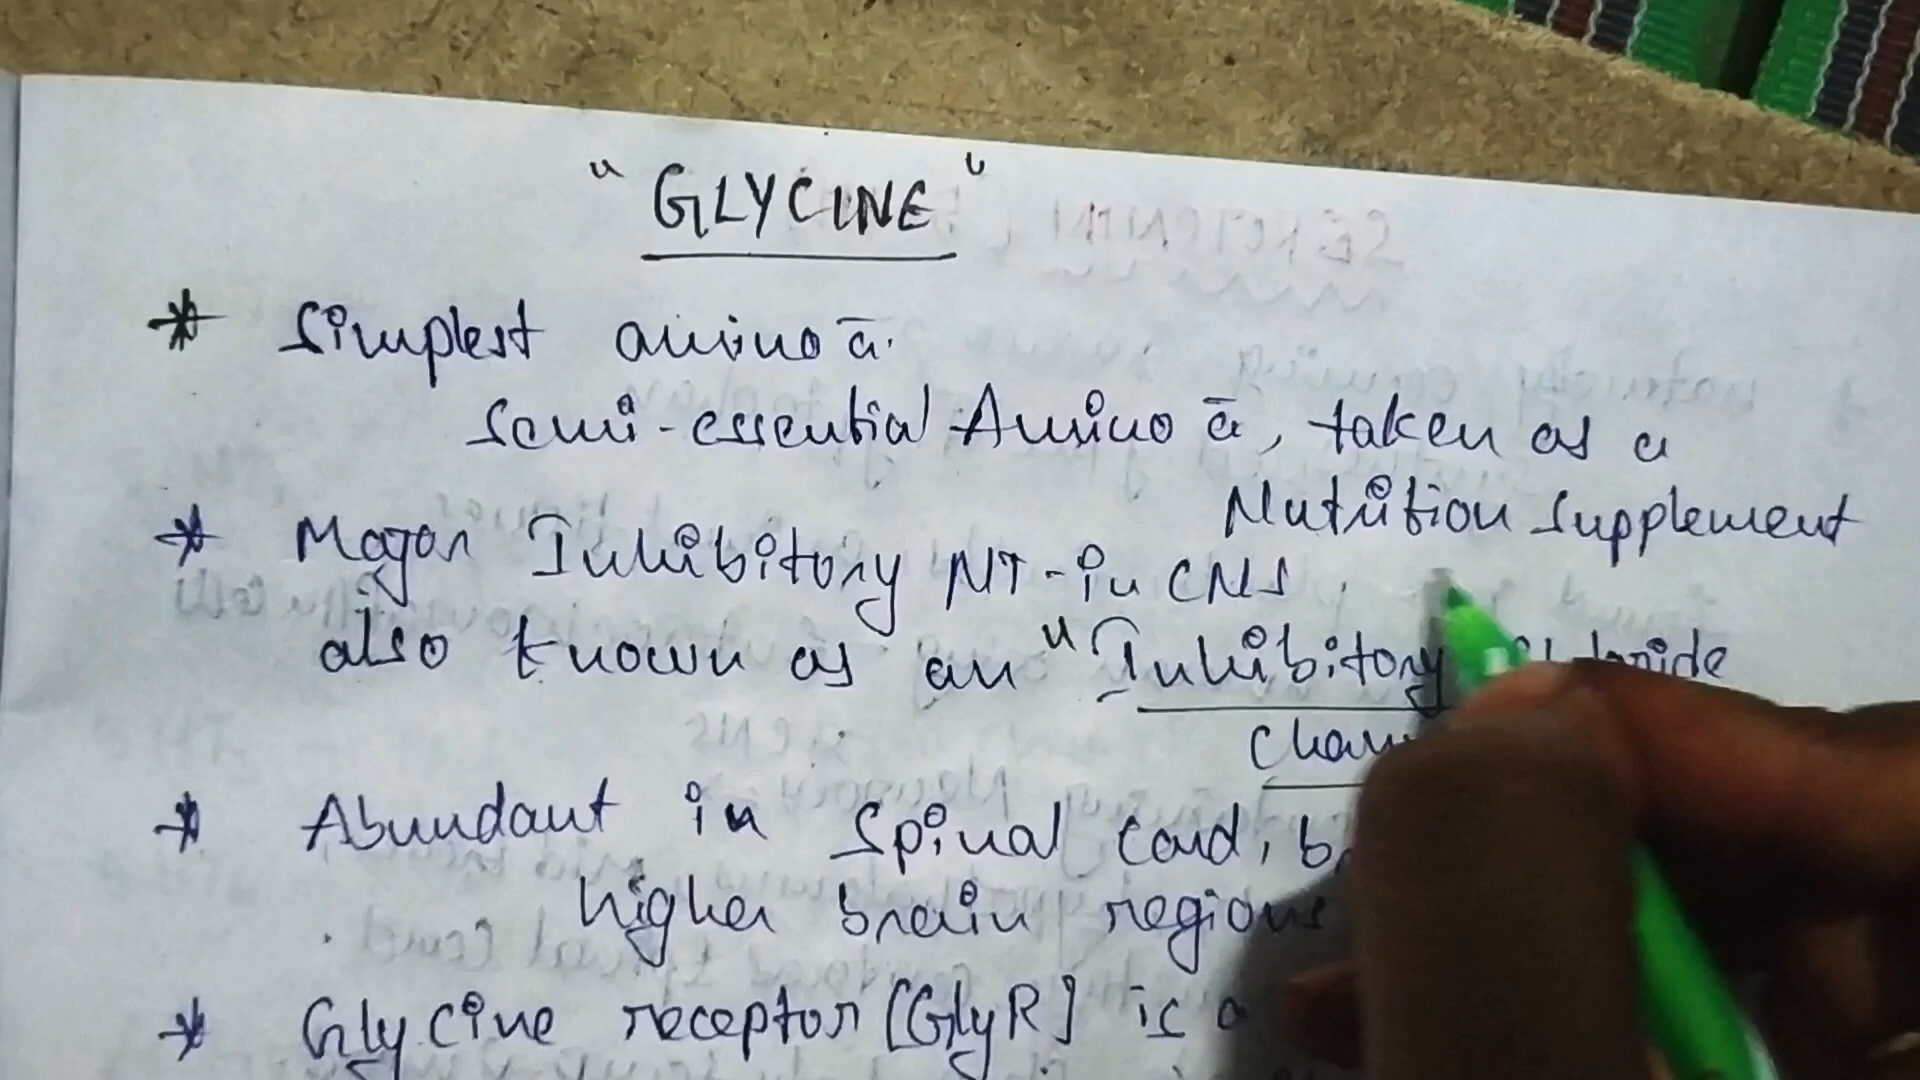 "GLYCINE"
* Simplest amino ā.
Semi-essential Amino ā, taken as a
Nutrition Supplement
* Major Inhibitory NT-in CNS.
also known as an "Inhibitory
* Abundant in Spinal Cord,
higher brain regions
* Glycine receptor [GlyR] is a